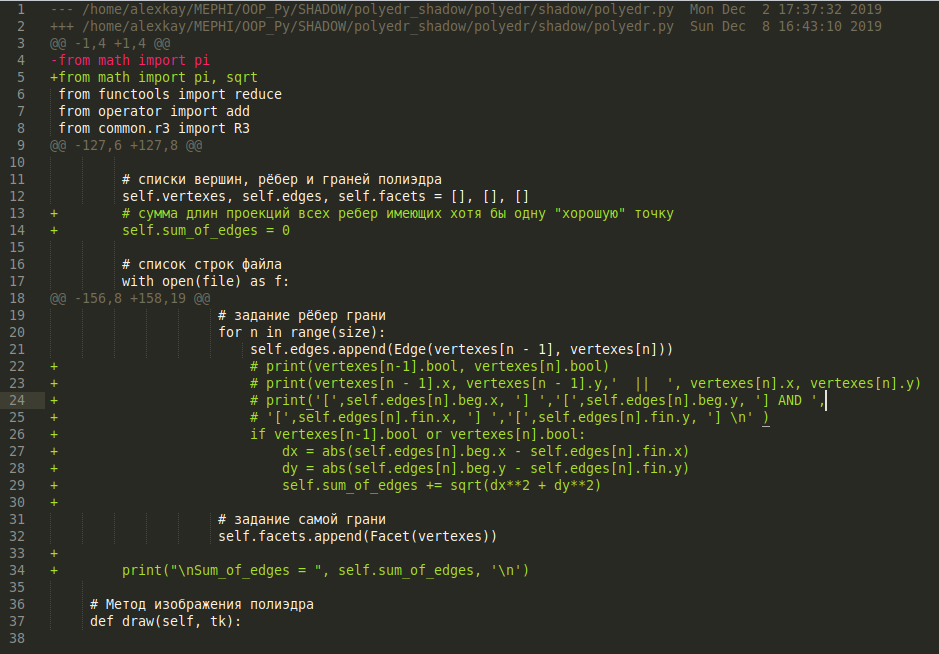 1 --- /home/alexkay/MEPHI/OOP_Py/SHADOW/polyedr_shadow/polyedr/shadow/polyedr.py  Mon Dec  2 17:37:32 2019
2 +++ /home/alexkay/MEPHI/OOP_Py/SHADOW/polyedr_shadow/polyedr/shadow/polyedr.py  Sun Dec  8 16:43:10 2019
3 @@ -1,4 +1,4 @@
4 -from math import pi
5 +from math import pi, sqrt
6  from functools import reduce
7  from operator import add
8  from common.r3 import R3
9 @@ -127,6 +127,8 @@
10
11          # списки вершин, рёбер и граней полиэдра
12          self.vertexes, self.edges, self.facets = [], [], []
13 +        # сумма длин проекций всех ребер имеющих хотя бы одну "хорошую" точку
14 +        self.sum_of_edges = 0
15
16          # список строк файла
17          with open(file) as f:
18 @@ -156,8 +158,19 @@
19                      # задание рёбер грани
20                      for n in range(size):
21                          self.edges.append(Edge(vertexes[n - 1], vertexes[n]))
22 +                        # print(vertexes[n-1].bool, vertexes[n].bool)
23 +                        # print(vertexes[n - 1].x, vertexes[n - 1].y,'  ||  ', vertexes[n].x, vertexes[n].y)
24 +                        # print('[',self.edges[n].beg.x, '] ','[',self.edges[n].beg.y, '] AND ',
25 +                        # '[',self.edges[n].fin.x, '] ','[',self.edges[n].fin.y, '] \n' )
26 +                        if vertexes[n-1].bool or vertexes[n].bool:
27 +                            dx = abs(self.edges[n].beg.x - self.edges[n].fin.x)
28 +                            dy = abs(self.edges[n].beg.y - self.edges[n].fin.y)
29 +                            self.sum_of_edges += sqrt(dx**2 + dy**2)
30 +
31                      # задание самой грани
32                      self.facets.append(Facet(vertexes))
33 +
34 +        print("\nSum_of_edges = ", self.sum_of_edges, '\n')
35
36      # Метод изображения полиэдра
37      def draw(self, tk):
38